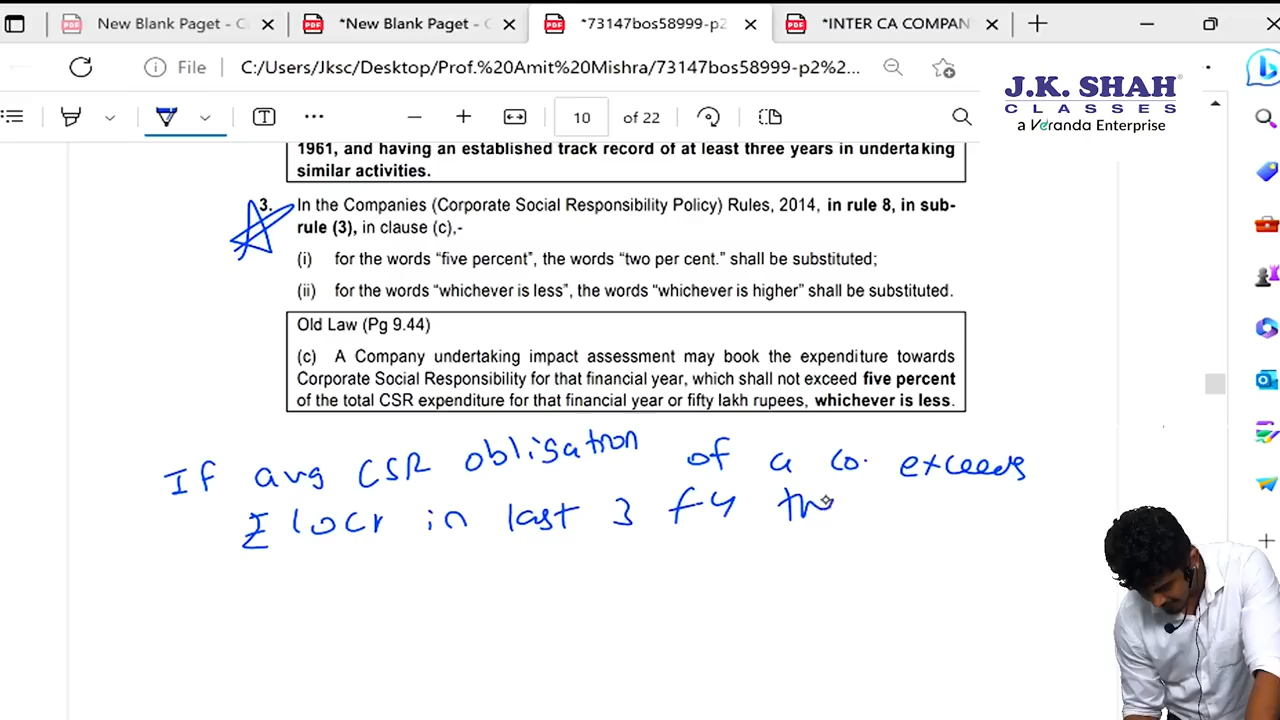 New Blank Paget - C
*New Blank Paget - C
*73147bos58999-p2
*INTER CA COMPAN
File
C:/Users/Jksc/Desktop/Prof.%20Amit%20Mishra/73147bos58999-p2%2...
J.K. SHAH
CLASSES
a Veranda Enterprise
10 of 22
1961, and having an established track record of at least three years in undertaking
similar activities.
3. In the Companies (Corporate Social Responsibility Policy) Rules, 2014, in rule 8, in sub-
rule (3), in clause (c),-
(i) for the words “five percent”, the words “two per cent.” shall be substituted;
(ii) for the words “whichever is less”, the words “whichever is higher” shall be substituted.
Old Law (Pg 9.44)
(c) A Company undertaking impact assessment may book the expenditure towards
Corporate Social Responsibility for that financial year, which shall not exceed five percent
of the total CSR expenditure for that financial year or fifty lakh rupees, whichever is less.
If avg CSR obligation of a co. exceeds
₹ 10cr in last 3 fy the